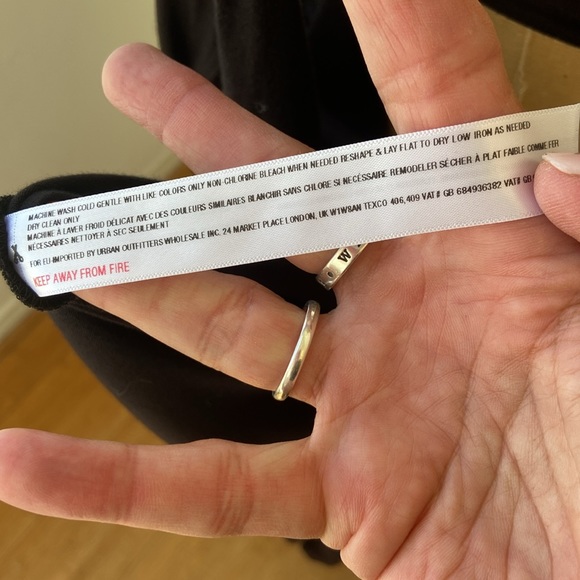 MACHINE WASH COLD GENTLE WITH LIKE COLORS ONLY NON-CHLORINE BLEACH WHEN NEEDED RESHAPE & LAY FLAT TO DRY LOW IRON AS NEEDED
DRY CLEAN ONLY
MACHINE A LAVER FROID DÉLICAT AVEC DES COULEURS SIMILAIRES BLANCHIR SANS CHLORE SI NÉCESSAIRE REMODELER SÉCHER À PLAT FAIBLE COMME FER
NÉCESSAIRES NETTOYER À SEC SEULEMENT
FOR EU-IMPORTED BY URBAN OUTFITTERS WHOLESALE INC. 24 MARKET PLACE LONDON, UK W1W8AN TEXCO 406,409 VAT# GB 684936382 VAT# GB
KEEP AWAY FROM FIRE
W